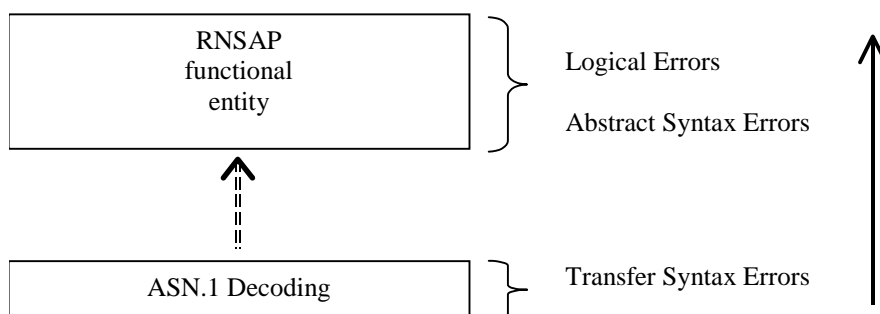 RNSAP
functional
entity
Logical Errors
Abstract Syntax Errors
ASN.1 Decoding
Transfer Syntax Errors